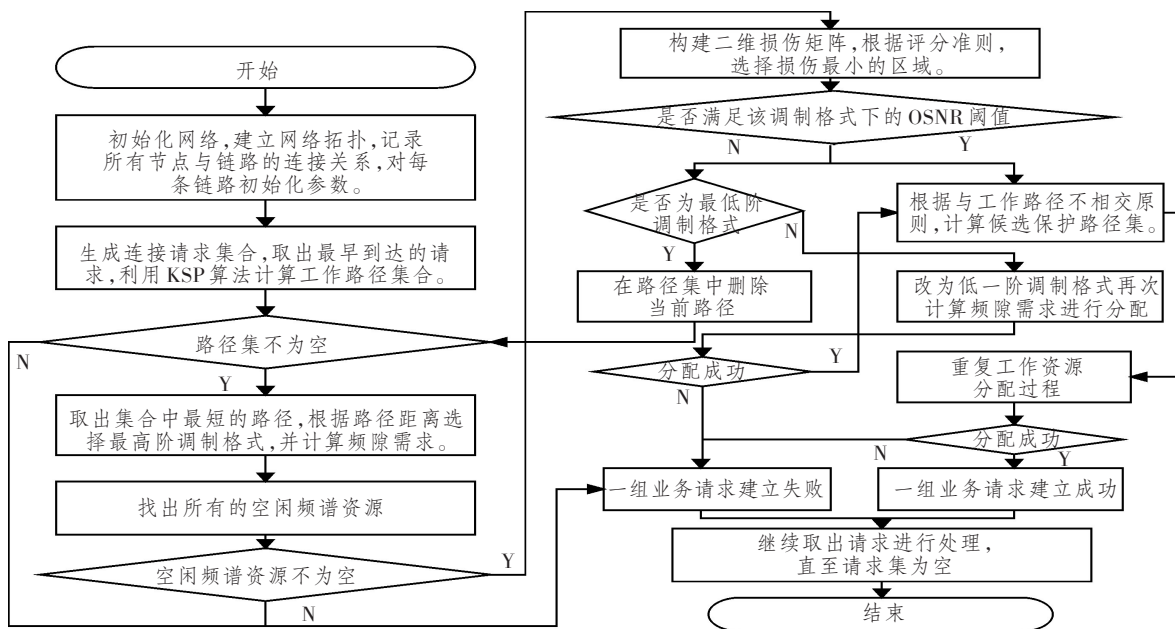 开始
初始化网络,建立网络拓扑,记录
所有节点与链路的连接关系,对每
条链路初始化参数。
生成连接请求集合,取出最早到达的请
求,利用KSP算法计算工作路径集合。
路径集不为空
N
Y
取出集合中最短的路径,根据路径距离选
择最高阶调制格式,并计算频隙需求。
找出所有的空闲频谱资源
空闲频谱资源不为空
Y
N
构建二维损伤矩阵,根据评分准则,
选择损伤最小的区域。
是否满足该调制格式下的OSNR阈值
N
Y
是否为最低阶
调制格式
N
Y
根据与工作路径不相交原
则,计算候选保护路径集。
在路径集中删除
当前路径
改为低一阶调制格式再次
计算频隙需求进行分配
分配成功
Y
N
重复工作资源
分配过程
分配成功
N
Y
一组业务请求建立失败
一组业务请求建立成功
继续取出请求进行处理,
直至请求集为空
结束